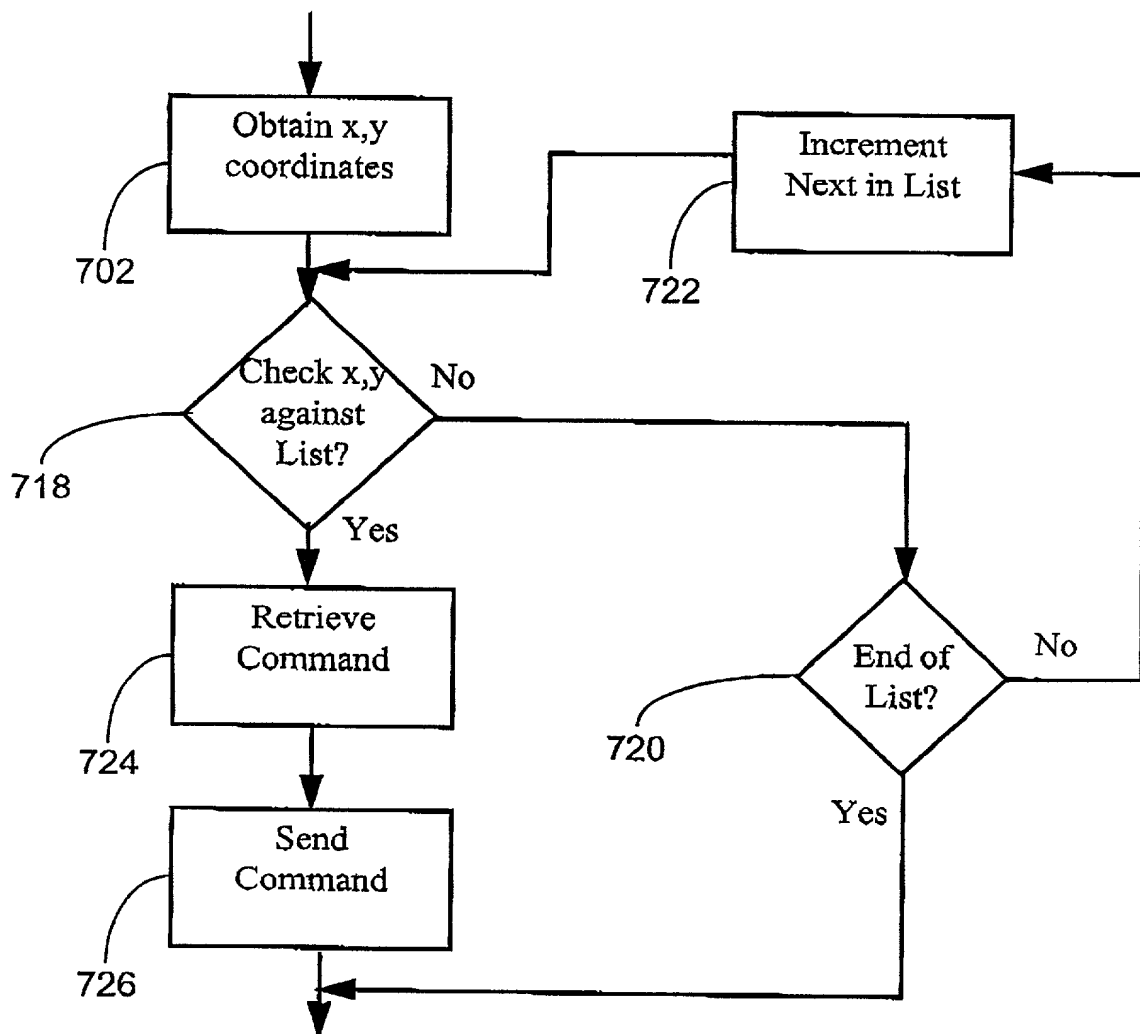 Obtain x,y
coordinates
702
Increment
Next in List
722
Check x,y
against
List?
No
718
Yes
Retrieve
Command
724
End of
List?
No
720
Yes
Send
Command
726